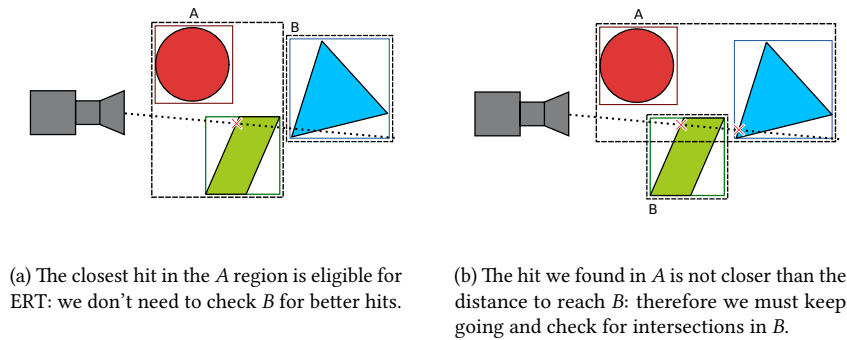 A
B
A
B
(a) The closest hit in the A region is eligible for
ERT: we don't need to check B for better hits.
(b) The hit we found in A is not closer than the
distance to reach B: therefore we must keep
going and check for intersections in B.